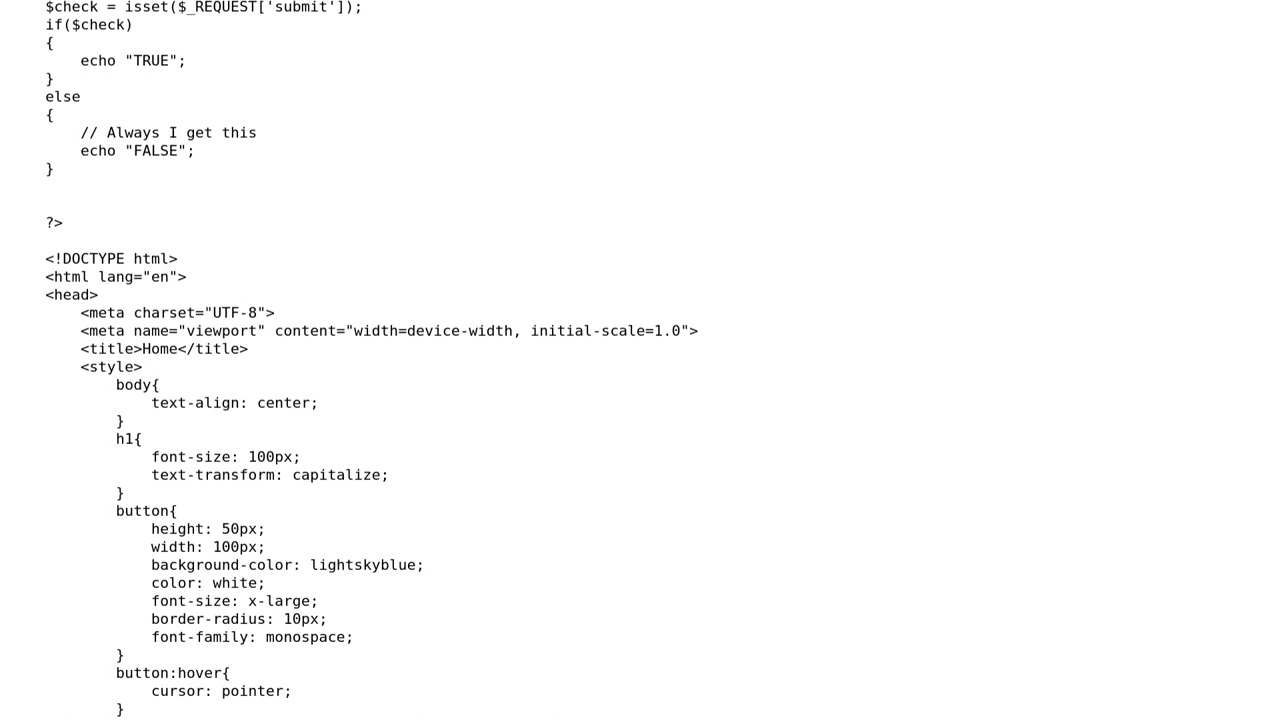 $check = isset($_REQUEST['submit']);
if($check)
{
    echo "TRUE";
}
else
{
    // Always I get this
    echo "FALSE";
}
?>
<!DOCTYPE html>
<html lang="en">
<head>
    <meta charset="UTF-8">
    <meta name="viewport" content="width=device-width, initial-scale=1.0">
    <title>Home</title>
    <style>
        body{
            text-align: center;
        }
        h1{
            font-size: 100px;
            text-transform: capitalize;
        }
        button{
            height: 50px;
            width: 100px;
            background-color: lightskyblue;
            color: white;
            font-size: x-large;
            border-radius: 10px;
            font-family: monospace;
        }
        button:hover{
            cursor: pointer;
        }